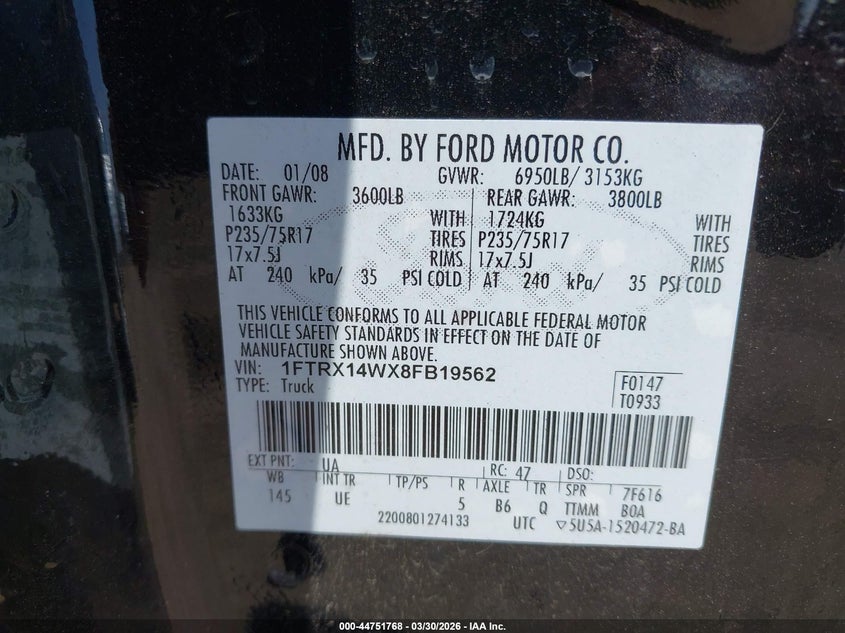 MFD. BY FORD MOTOR CO.
DATE: 01/08 GVWR: 6950LB/ 3153KG
FRONT GAWR: 3600LB REAR GAWR: 3800LB
1633KG WITH 1724KG WITH
P235/75R17 TIRES P235/75R17 TIRES
17x7.5J RIMS 17x7.5J RIMS
AT 240 kPa/ 35 PSI COLD AT 240 kPa/ 35 PSI COLD
THIS VEHICLE CONFORMS TO ALL APPLICABLE FEDERAL MOTOR
VEHICLE SAFETY STANDARDS IN EFFECT ON THE DATE OF
MANUFACTURE SHOWN ABOVE.
VIN: 1FTRX14WX8FB19562
TYPE: Truck
F0147
T0933
EXT PNT: UA RC: 47 DSO:
WB INT TR TP/PS R AXLE TR SPR 7F616
145 UE 5 B6 Q TTMM BOA
2200801274133 UTC ▽5U5A-1520472-BA
000-44751768 - 03/30/2026 - IAA Inc.